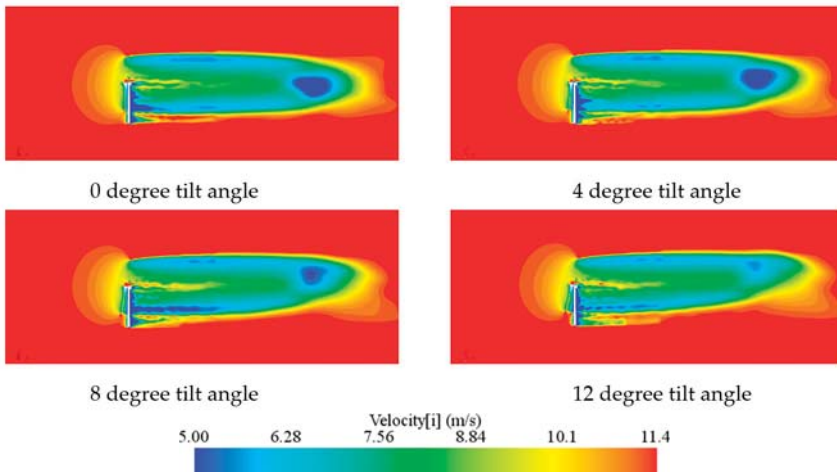 0 degree tilt angle
4 degree tilt angle
8 degree tilt angle
12 degree tilt angle
Velocity[i] (m/s)
5.00 6.28 7.56 8.84 10.1 11.4